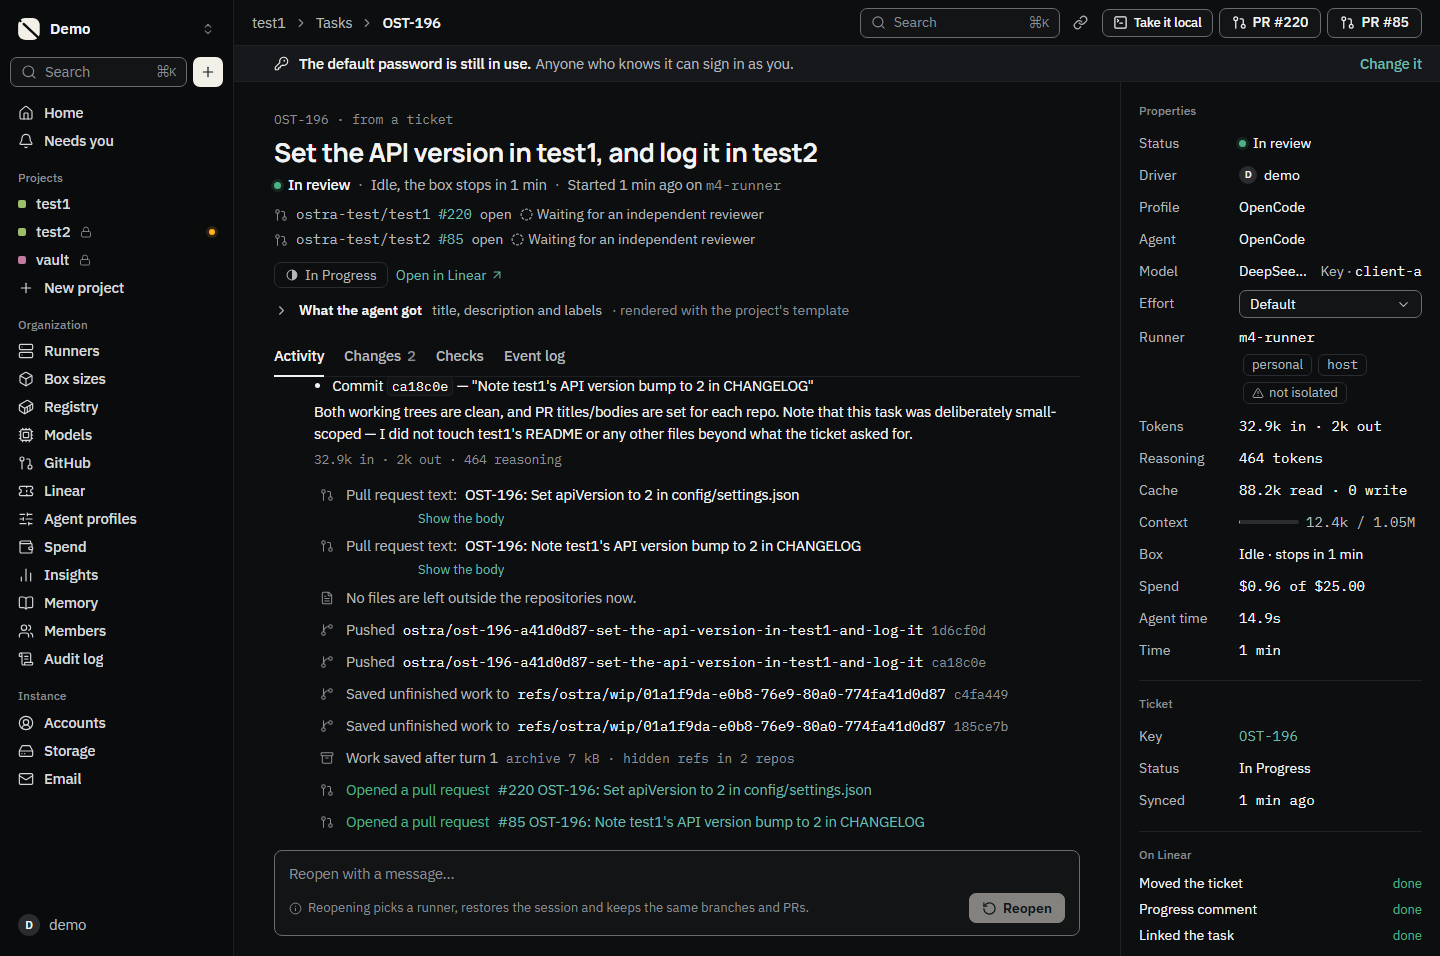 Demo
Search ⌘K
Home
Needs you
Projects
test1
test2
vault
New project
Organization
Runners
Box sizes
Registry
Models
GitHub
Linear
Agent profiles
Spend
Insights
Memory
Members
Audit log
Instance
Accounts
Storage
Email
D demo
test1 > Tasks > OST-196
Search ⌘K
Take it local
PR #220
PR #85
The default password is still in use. Anyone who knows it can sign in as you.
Change it
OST-196 · from a ticket
Set the API version in test1, and log it in test2
In review · Idle, the box stops in 1 min · Started 1 min ago on m4-runner
ostra-test/test1 #220 open Waiting for an independent reviewer
ostra-test/test2 #85 open Waiting for an independent reviewer
In Progress Open in Linear ↗
What the agent got title, description and labels · rendered with the project's template
Activity Changes 2 Checks Event log
• Commit ca18c0e — "Note test1's API version bump to 2 in CHANGELOG"
Both working trees are clean, and PR titles/bodies are set for each repo. Note that this task was deliberately small-
scoped — I did not touch test1's README or any other files beyond what the ticket asked for.
32.9k in · 2k out · 464 reasoning
Pull request text: OST-196: Set apiVersion to 2 in config/settings.json
Show the body
Pull request text: OST-196: Note test1's API version bump to 2 in CHANGELOG
Show the body
No files are left outside the repositories now.
Pushed ostra/ost-196-a41d0d87-set-the-api-version-in-test1-and-log-it 1d6cf0d
Pushed ostra/ost-196-a41d0d87-set-the-api-version-in-test1-and-log-it ca18c0e
Saved unfinished work to refs/ostra/wip/01a1f9da-e0b8-76e9-80a0-774fa41d0d87 c4fa449
Saved unfinished work to refs/ostra/wip/01a1f9da-e0b8-76e9-80a0-774fa41d0d87 185ce7b
Work saved after turn 1 archive 7 kB · hidden refs in 2 repos
Opened a pull request #220 OST-196: Set apiVersion to 2 in config/settings.json
Opened a pull request #85 OST-196: Note test1's API version bump to 2 in CHANGELOG
Reopen with a message...
Reopening picks a runner, restores the session and keeps the same branches and PRs.
Reopen
Properties
Status In review
Driver D demo
Profile OpenCode
Agent OpenCode
Model DeepSee... Key · client-a
Effort Default
Runner m4-runner
personal host
not isolated
Tokens 32.9k in · 2k out
Reasoning 464 tokens
Cache 88.2k read · 0 write
Context 12.4k / 1.05M
Box Idle · stops in 1 min
Spend $0.96 of $25.00
Agent time 14.9s
Time 1 min
Ticket
Key OST-196
Status In Progress
Synced 1 min ago
On Linear
Moved the ticket done
Progress comment done
Linked the task done